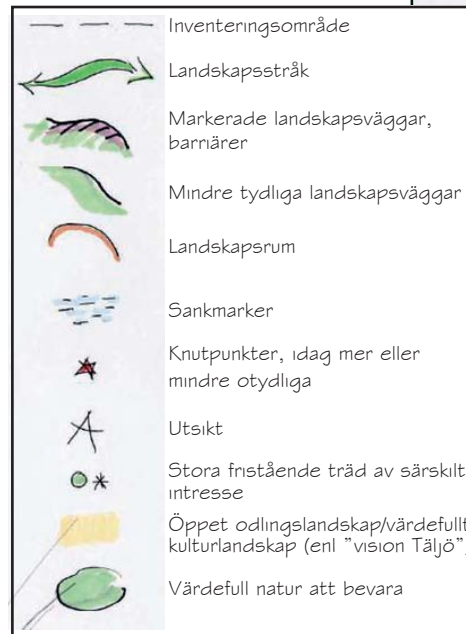 Inventeringsområde
Landskapsstråk
Markerade landskapsväggar,
barriärer
Mindre tydliga landskapsväggar
Landskapsrum
Sankmarker
Knutpunkter, idag mer eller
mindre otydliga
Utsikt
Stora fristående träd av särskilt
intresse
Öppet odlingslandskap/värdefullt
kulturlandskap (enl "vision Täljö"
Värdefull natur att bevara